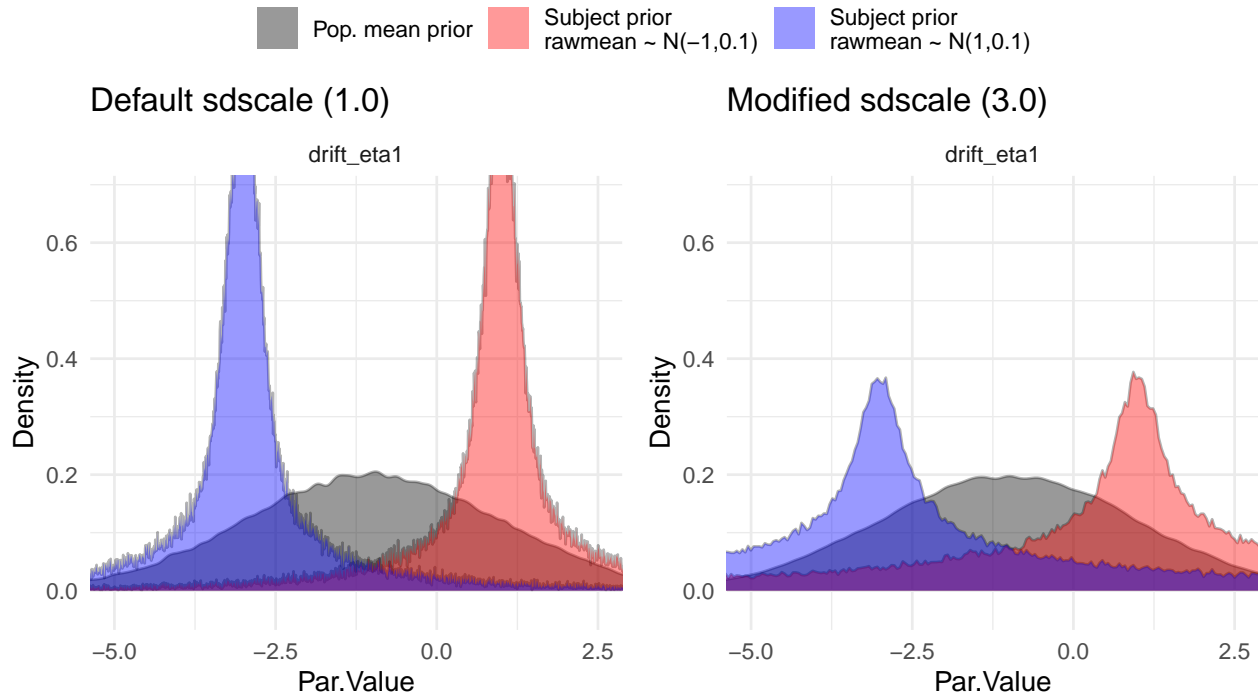 Pop. mean prior
Subject prior
rawmean ~ N(−1,0.1)
Subject prior
rawmean ~ N(1,0.1)
Default sdscale (1.0)
Modified sdscale (3.0)
drift_eta1
drift_eta1
Density
0.6
0.4
0.2
0.0
−5.0
−2.5
0.0
2.5
Par.Value
Density
0.6
0.4
0.2
0.0
−5.0
−2.5
0.0
2.5
Par.Value